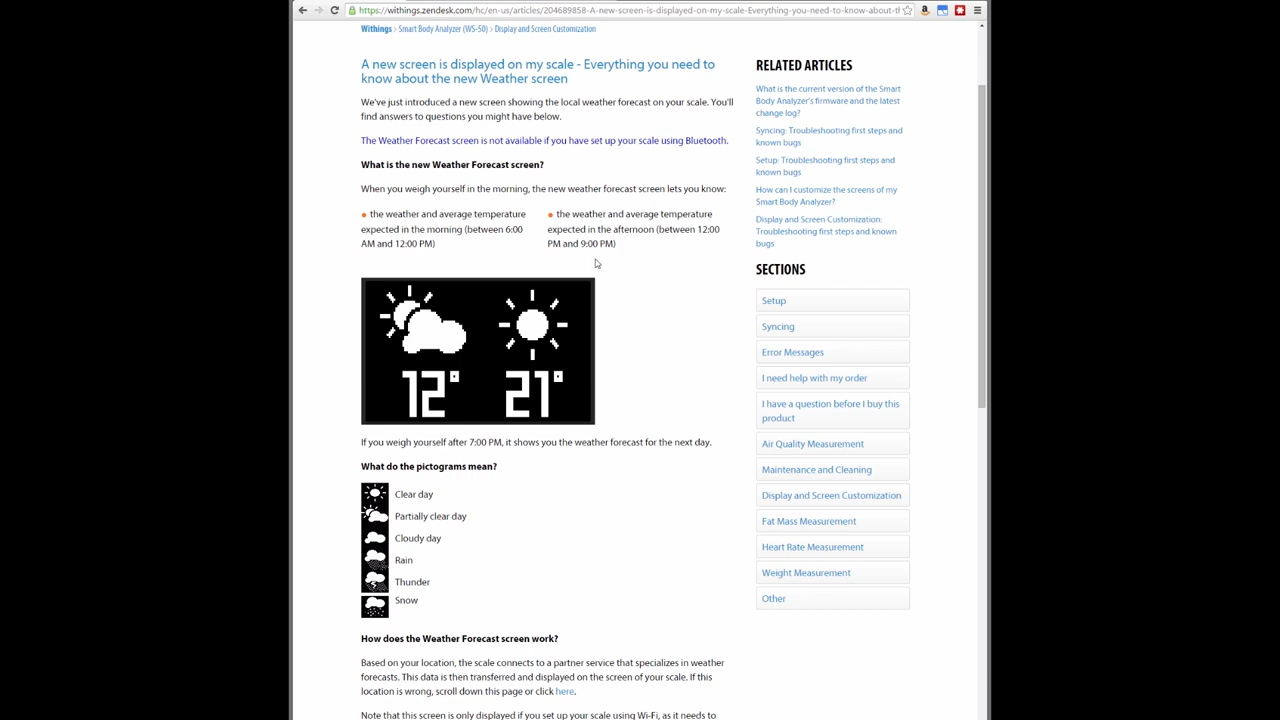 https://withings.zendesk.com/hc/en-us/articles/204689858-A-new-screen-is-displayed-on-my-scale-Everything-you-need-to-know-about-th
Withings > Smart Body Analyzer (WS-50) > Display and Screen Customization
A new screen is displayed on my scale - Everything you need to
know about the new Weather screen
We've just introduced a new screen showing the local weather forecast on your scale. You'll
find answers to questions you might have below.
The Weather Forecast screen is not available if you have set up your scale using Bluetooth.
What is the new Weather Forecast screen?
When you weigh yourself in the morning, the new weather forecast screen lets you know:
the weather and average temperature
expected in the morning (between 6:00
AM and 12:00 PM)
the weather and average temperature
expected in the afternoon (between 12:00
PM and 9:00 PM)
12° 21°
If you weigh yourself after 7:00 PM, it shows you the weather forecast for the next day.
What do the pictograms mean?
Clear day
Partially clear day
Cloudy day
Rain
Thunder
Snow
How does the Weather Forecast screen work?
Based on your location, the scale connects to a partner service that specializes in weather
forecasts. This data is then transferred and displayed on the screen of your scale. If this
location is wrong, scroll down this page or click here.
Note that this screen is only displayed if you set up your scale using Wi-Fi, as it needs to
RELATED ARTICLES
What is the current version of the Smart
Body Analyzer's firmware and the latest
change log?
Syncing: Troubleshooting first steps and
known bugs
Setup: Troubleshooting first steps and
known bugs
How can I customize the screens of my
Smart Body Analyzer?
Display and Screen Customization:
Troubleshooting first steps and known
bugs
SECTIONS
Setup
Syncing
Error Messages
I need help with my order
I have a question before I buy this
product
Air Quality Measurement
Maintenance and Cleaning
Display and Screen Customization
Fat Mass Measurement
Heart Rate Measurement
Weight Measurement
Other